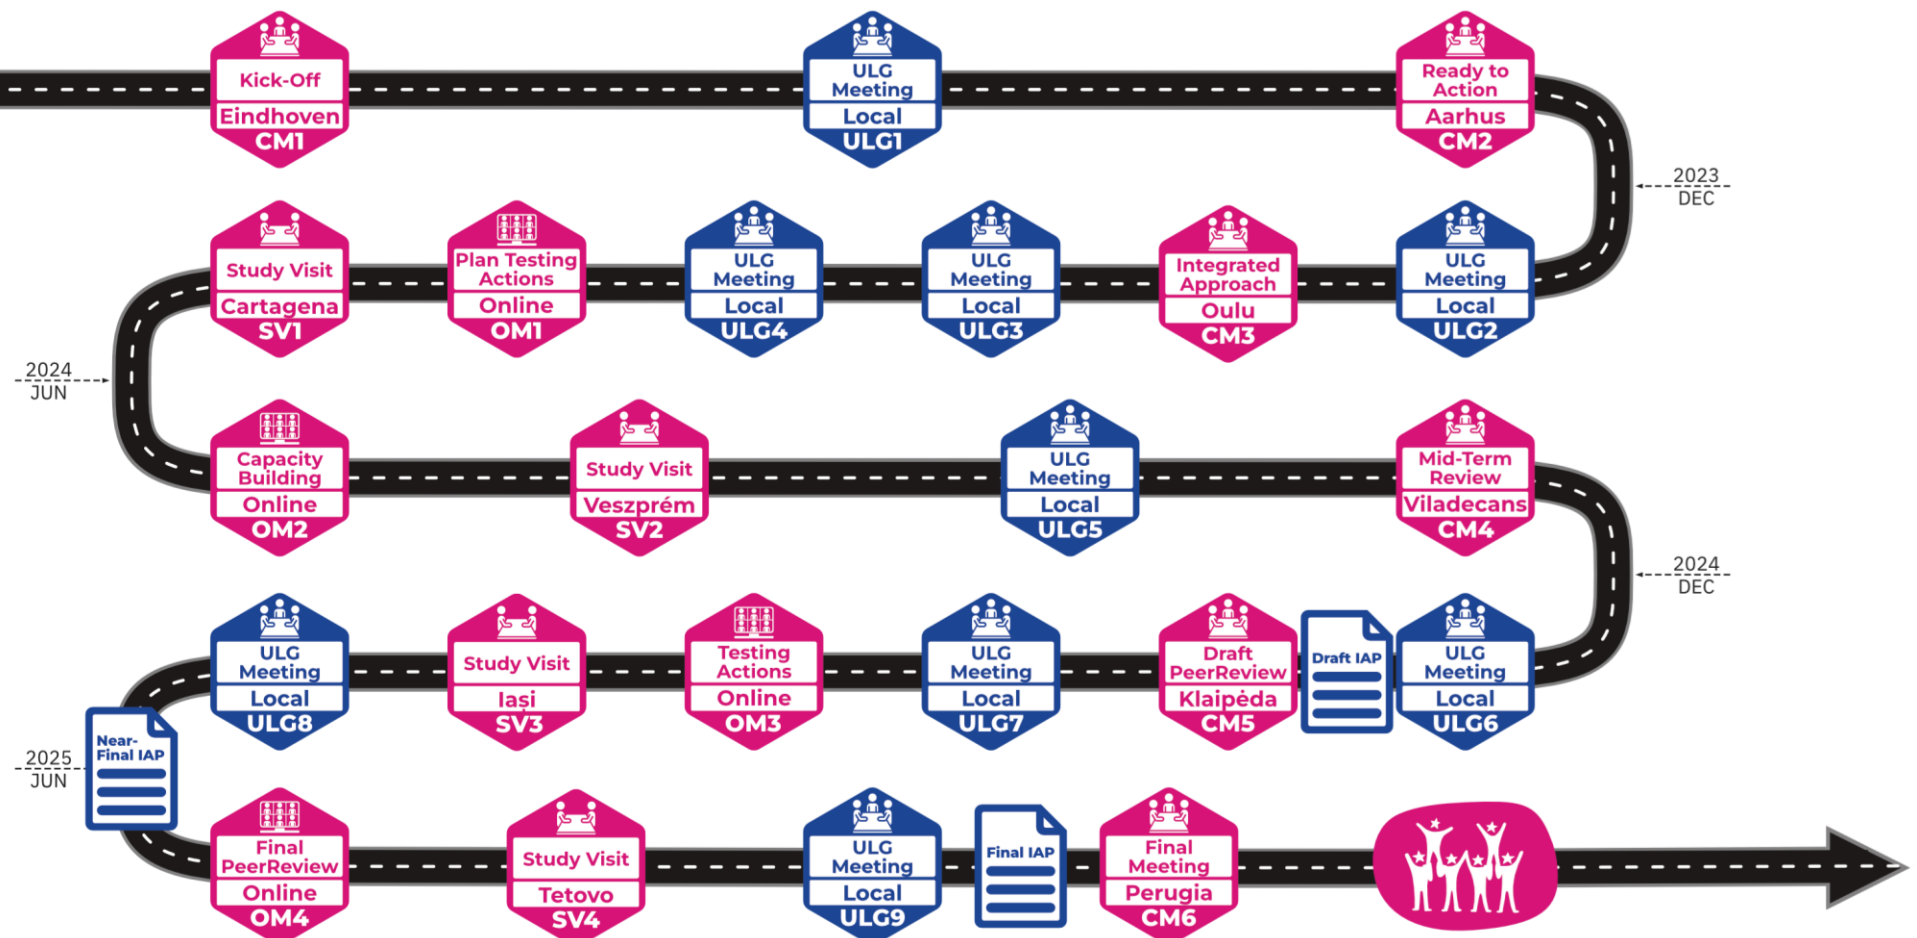 Kick-Off
Eindhoven
CM1
ULG
Meeting
Local
ULG1
Ready to
Action
Aarhus
CM2
2023
DEC
Study Visit
Cartagena
SV1
Plan Testing
Actions
Online
OM1
ULG
Meeting
Local
ULG4
ULG
Meeting
Local
ULG3
Integrated
Approach
Oulu
CM3
ULG
Meeting
Local
ULG2
2024
JUN
Capacity
Building
Online
OM2
Study Visit
Veszprém
SV2
ULG
Meeting
Local
ULG5
Mid-Term
Review
Viladecans
CM4
2024
DEC
ULG
Meeting
Local
ULG8
Study Visit
Iași
SV3
Testing
Actions
Online
OM3
ULG
Meeting
Local
ULG7
Draft
PeerReview
Klaipėda
CM5
Draft IAP
ULG
Meeting
Local
ULG6
Near-
Final IAP
2025
JUN
Final
PeerReview
Online
OM4
Study Visit
Tetovo
SV4
ULG
Meeting
Local
ULG9
Final IAP
Final
Meeting
Perugia
CM6